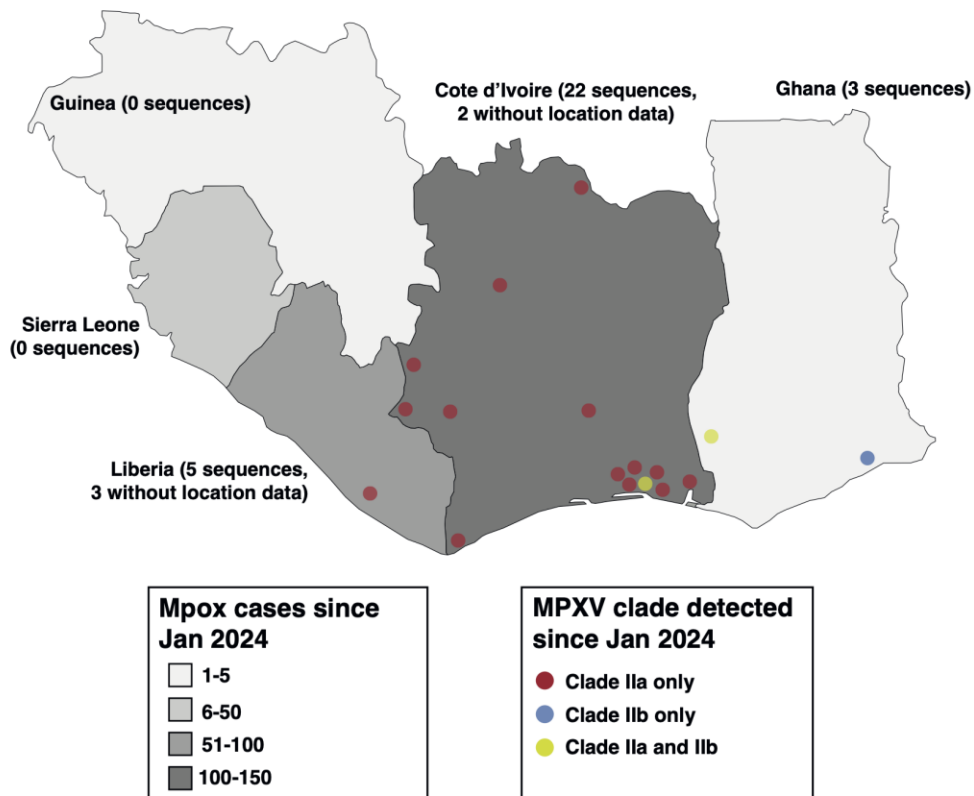 Guinea (0 sequences)
Cote d'Ivoire (22 sequences,
2 without location data)
Ghana (3 sequences)
Sierra Leone
(0 sequences)
Liberia (5 sequences,
3 without location data)
Mpox cases since
Jan 2024
1-5
6-50
51-100
100-150
MPXV clade detected
since Jan 2024
Clade IIa only
Clade IIb only
Clade IIa and IIb